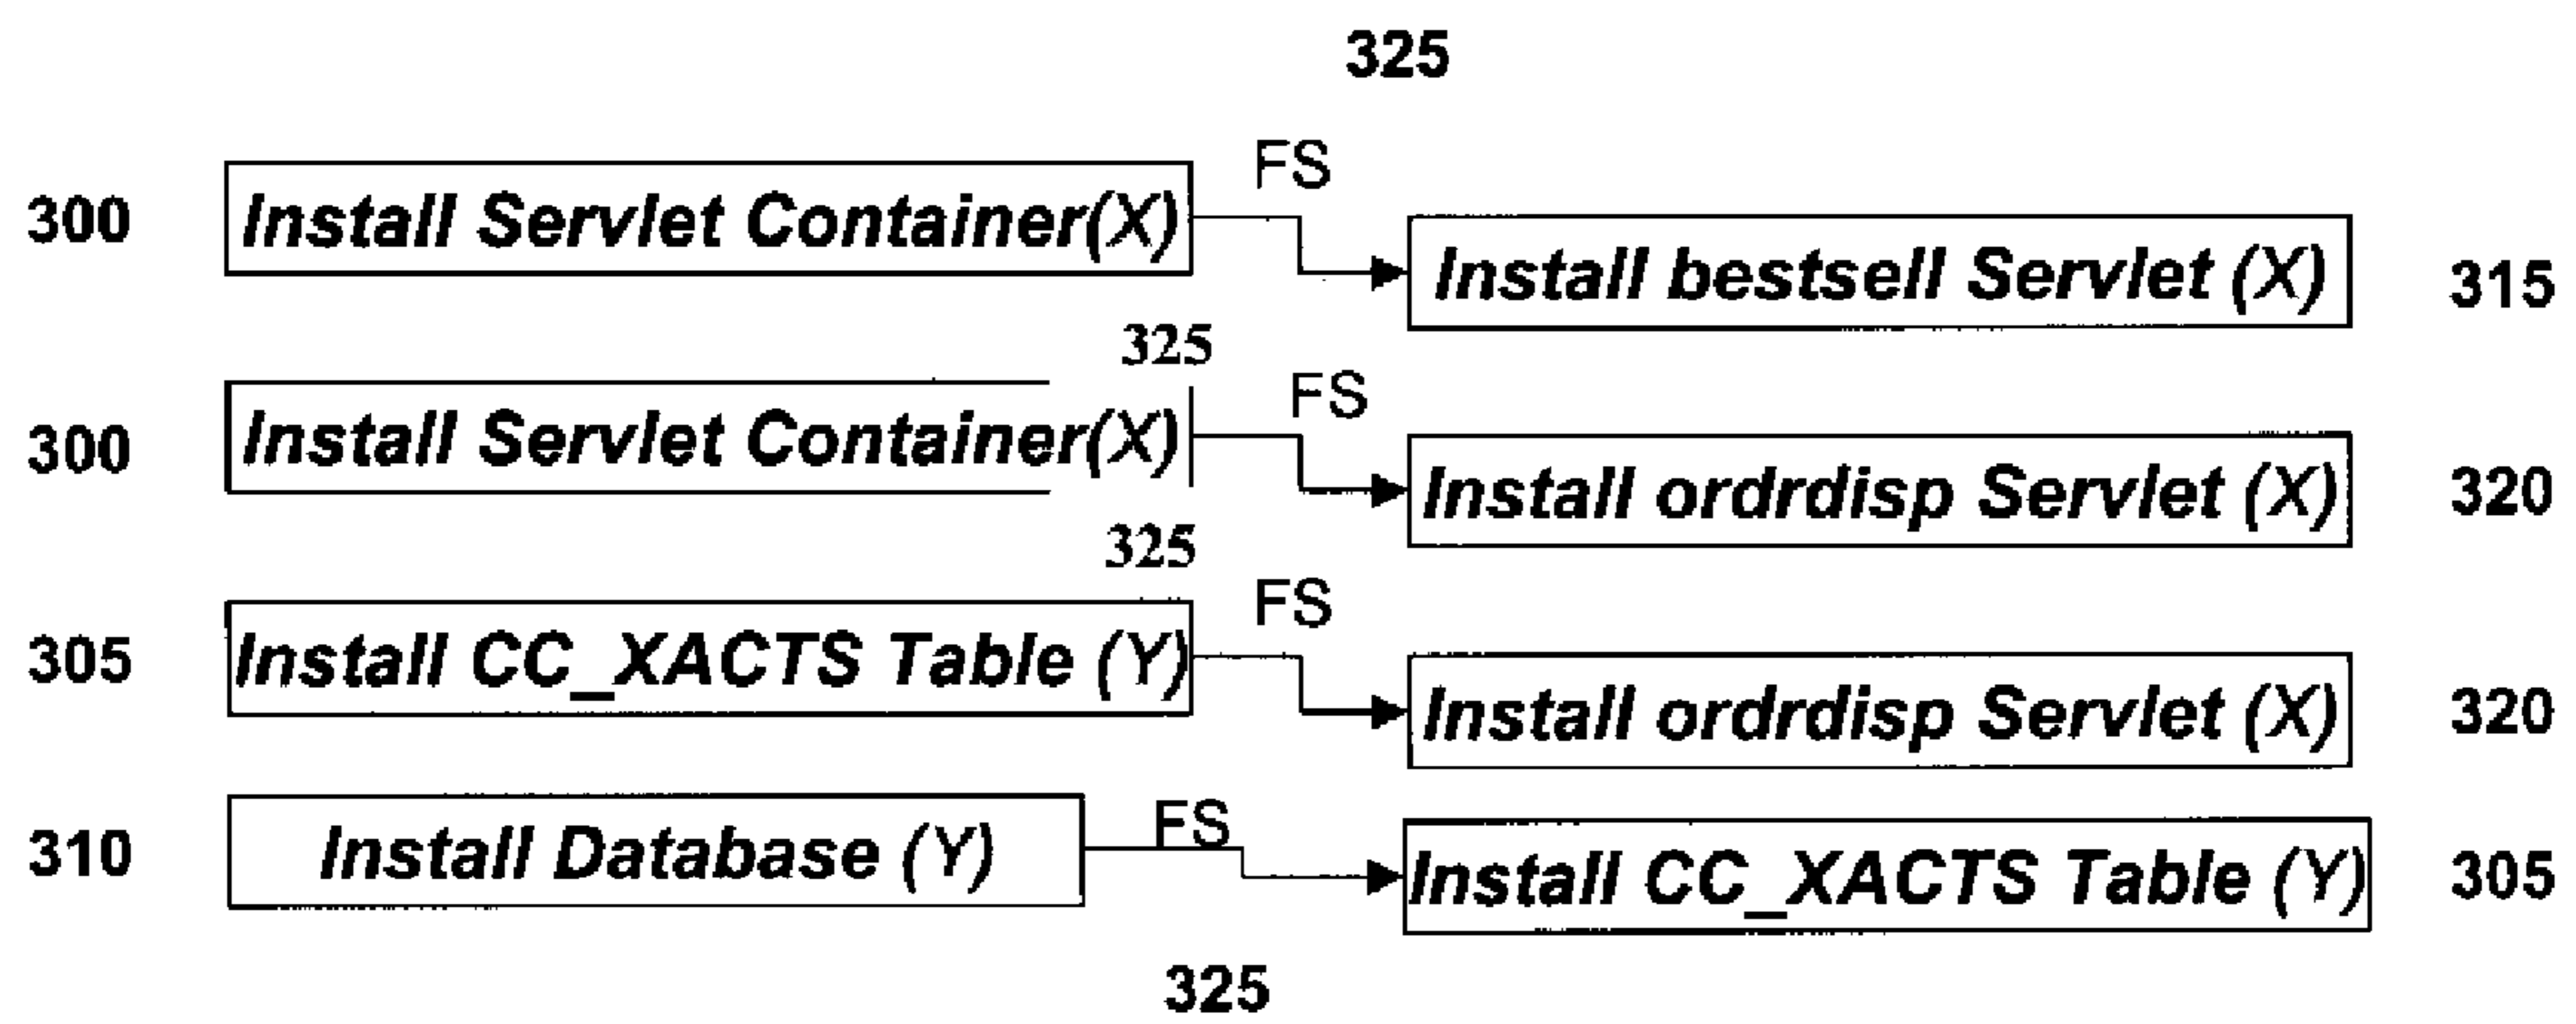 325
FS
300 Install Servlet Container(X)
Install bestsell Servlet (X) 315
325
FS
300 Install Servlet Container(X)
Install ordrdisp Servlet (X) 320
325
FS
305 Install CC_XACTS Table (Y)
Install ordrdisp Servlet (X) 320
FS
310 Install Database (Y)
Install CC_XACTS Table (Y) 305
325